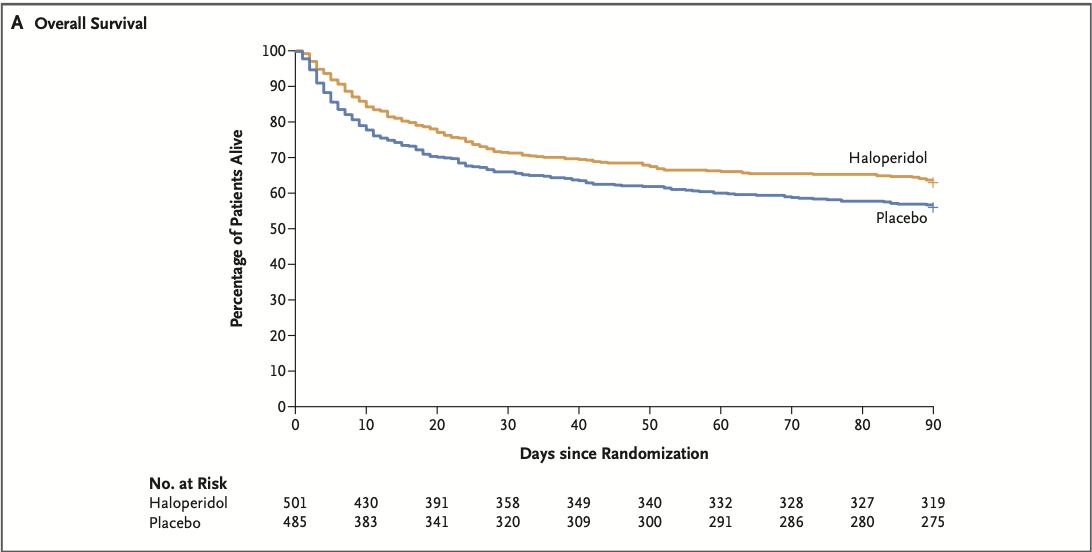 A Overall Survival
Percentage of Patients Alive
100
90
80
70
60
50
40
30
20
10
0
Haloperidol
Placebo
0 10 20 30 40 50 60 70 80 90
Days since Randomization
No. at Risk
Haloperidol 501 430 391 358 349 340 332 328 327 319
Placebo 485 383 341 320 309 300 291 286 280 275